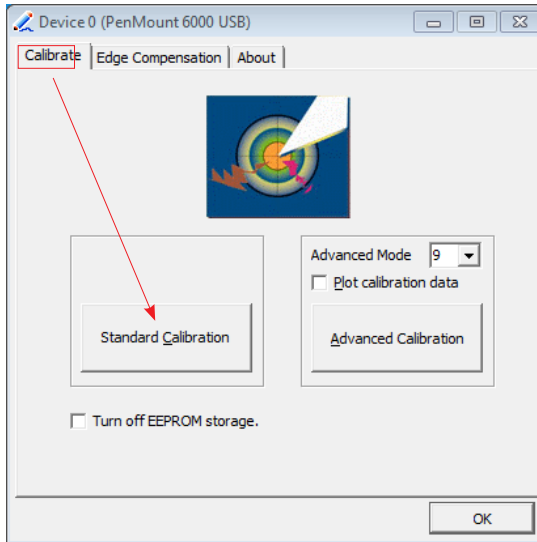 Device 0 (PenMount 6000 USB)
Calibrate Edge Compensation About
Advanced Mode 9
Plot calibration data
Standard Calibration Advanced Calibration
Turn off EEPROM storage.
OK